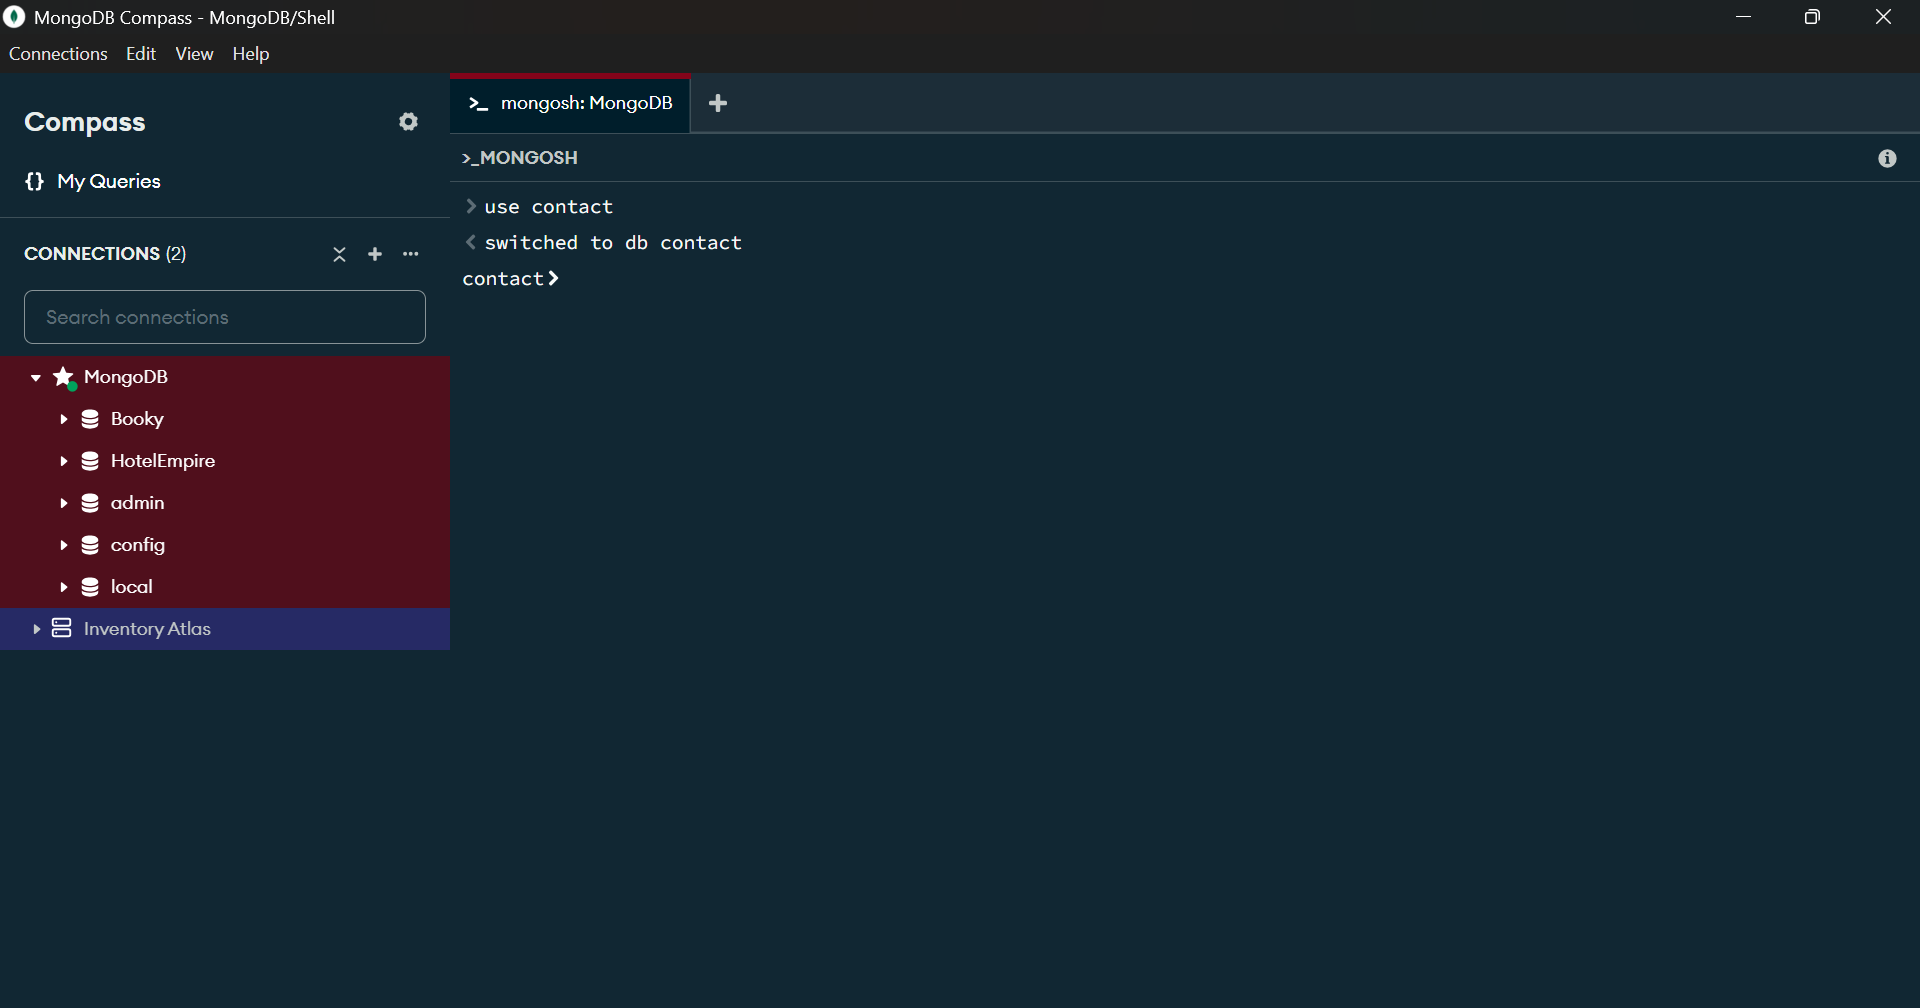 MongoDB Compass - MongoDB/Shell
Connections Edit View Help
Compass
{} My Queries
CONNECTIONS (2)
Search connections
MongoDB
Booky
HotelEmpire
admin
config
local
Inventory Atlas
>_ mongosh: MongoDB
>_MONGOSH
> use contact
< switched to db contact
contact>